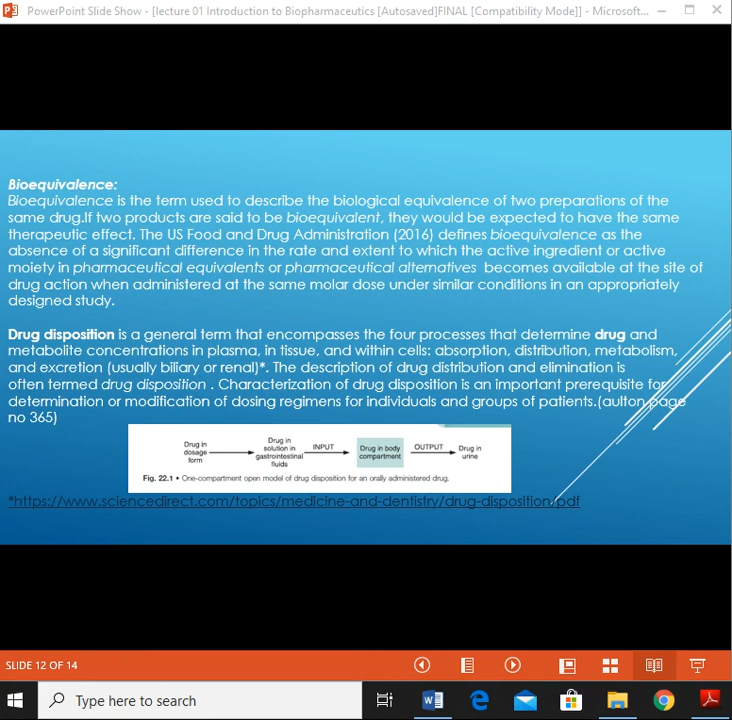 PowerPoint Slide Show - [lecture 01 Introduction to Biopharmaceutics [Autosaved]FINAL [Compatibility Mode]] - Microsoft...
Bioequivalence:
Bioequivalence is the term used to describe the biological equivalence of two preparations of the
same drug.If two products are said to be bioequivalent, they would be expected to have the same
therapeutic effect. The US Food and Drug Administration (2016) defines bioequivalence as the
absence of a significant difference in the rate and extent to which the active ingredient or active
moiety in pharmaceutical equivalents or pharmaceutical alternatives becomes available at the site of
drug action when administered at the same molar dose under similar conditions in an appropriately
designed study.
Drug disposition is a general term that encompasses the four processes that determine drug and
metabolite concentrations in plasma, in tissue, and within cells: absorption, distribution, metabolism,
and excretion (usually biliary or renal)*. The description of drug distribution and elimination is
often termed drug disposition . Characterization of drug disposition is an important prerequisite for
determination or modification of dosing regimens for individuals and groups of patients.(aulton page
no 365)
Drug in
dosage
form
Drug in
solution in
gastrointestinal
fluids
INPUT
Drug in body
compartment
OUTPUT
Drug in
urine
Fig. 22.1 • One-compartment open model of drug disposition for an orally administered drug.
*https://www.sciencedirect.com/topics/medicine-and-dentistry/drug-disposition/pdf
SLIDE 12 OF 14
Type here to search